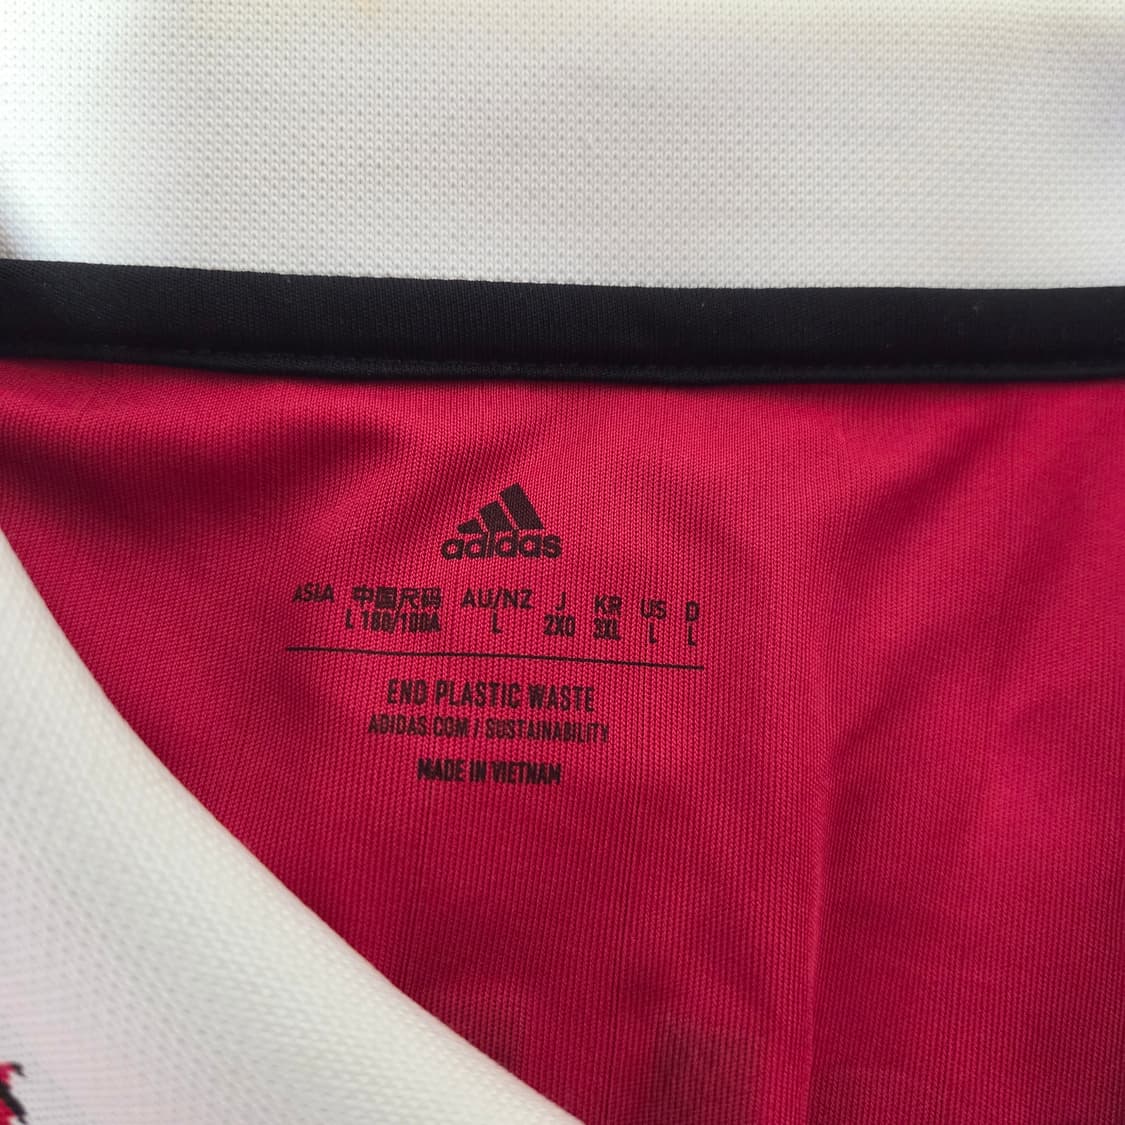 adidas
ASIA 中国尺码 AU/NZ J KR US D
L 180/100A L 2XO 3XL L L
END PLASTIC WASTE
ADIDAS.COM / SUSTAINABILITY
MADE IN VIETNAM